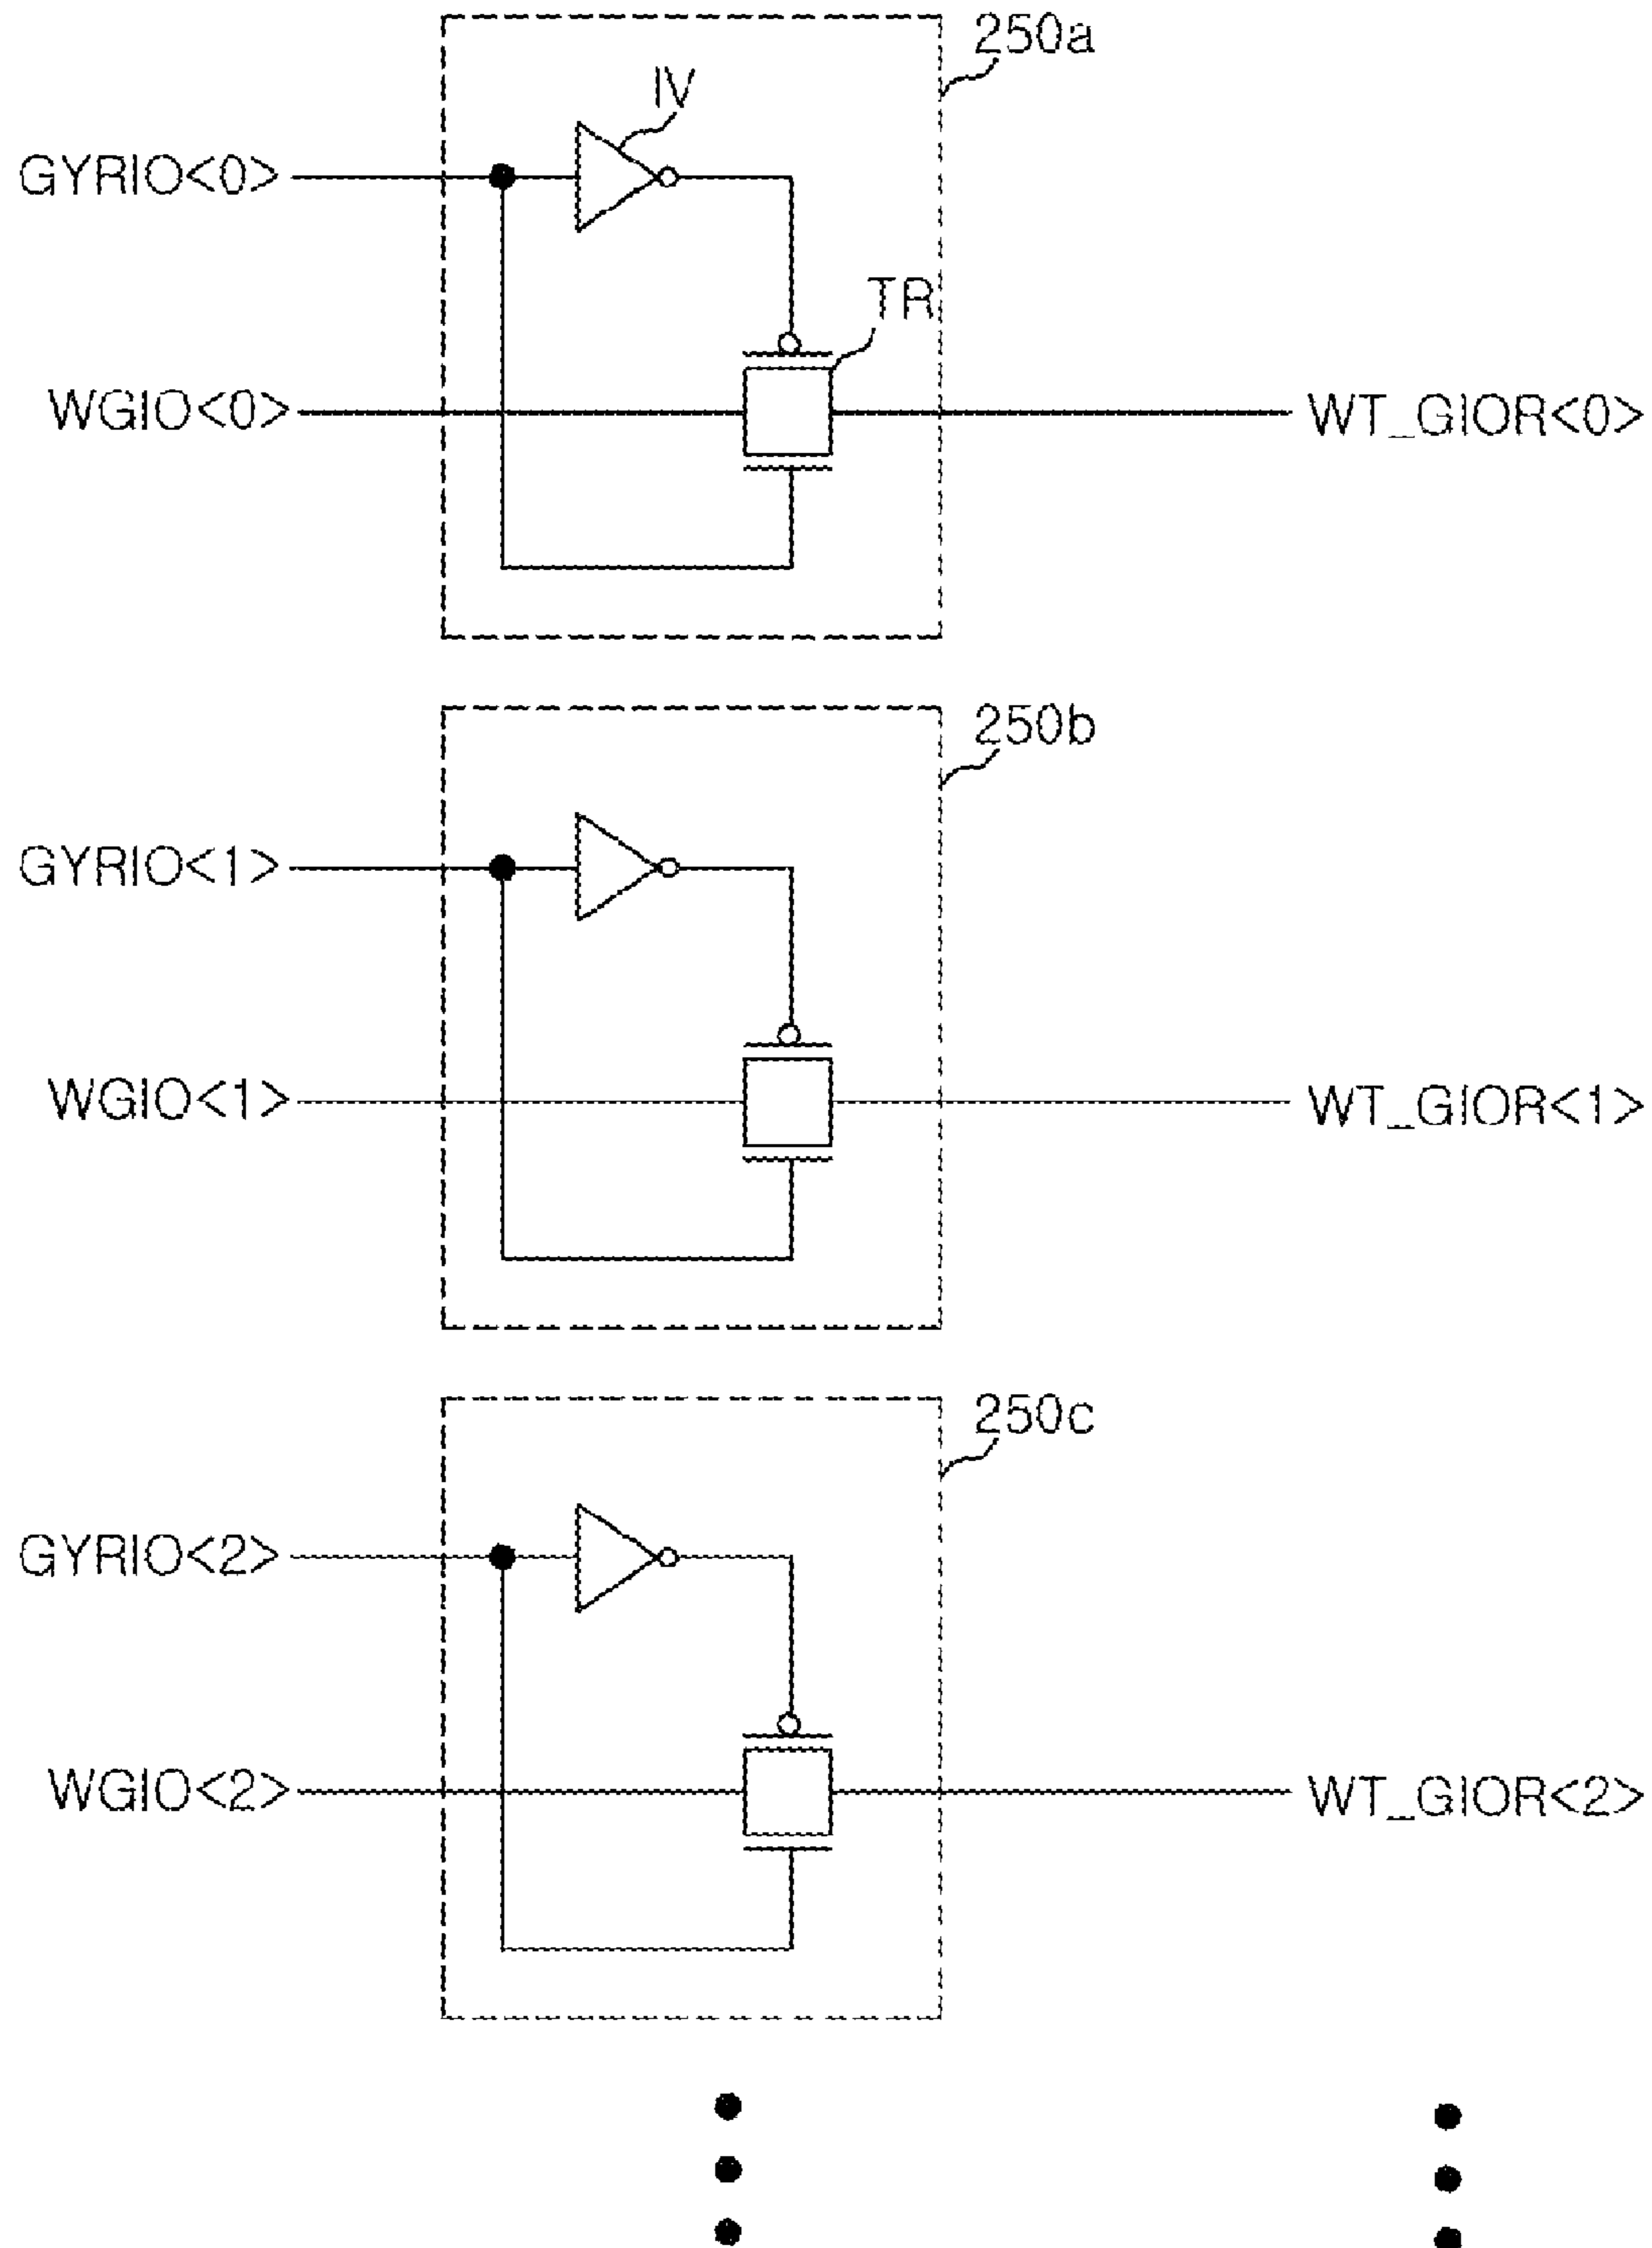 250a
IV
GYRIO<0>
TR
WGIO<0>
WT_GIOR<0>
250b
GYRIO<1>
WGIO<1>
WT_GIOR<1>
250c
GYRIO<2>
WGIO<2>
WT_GIOR<2>